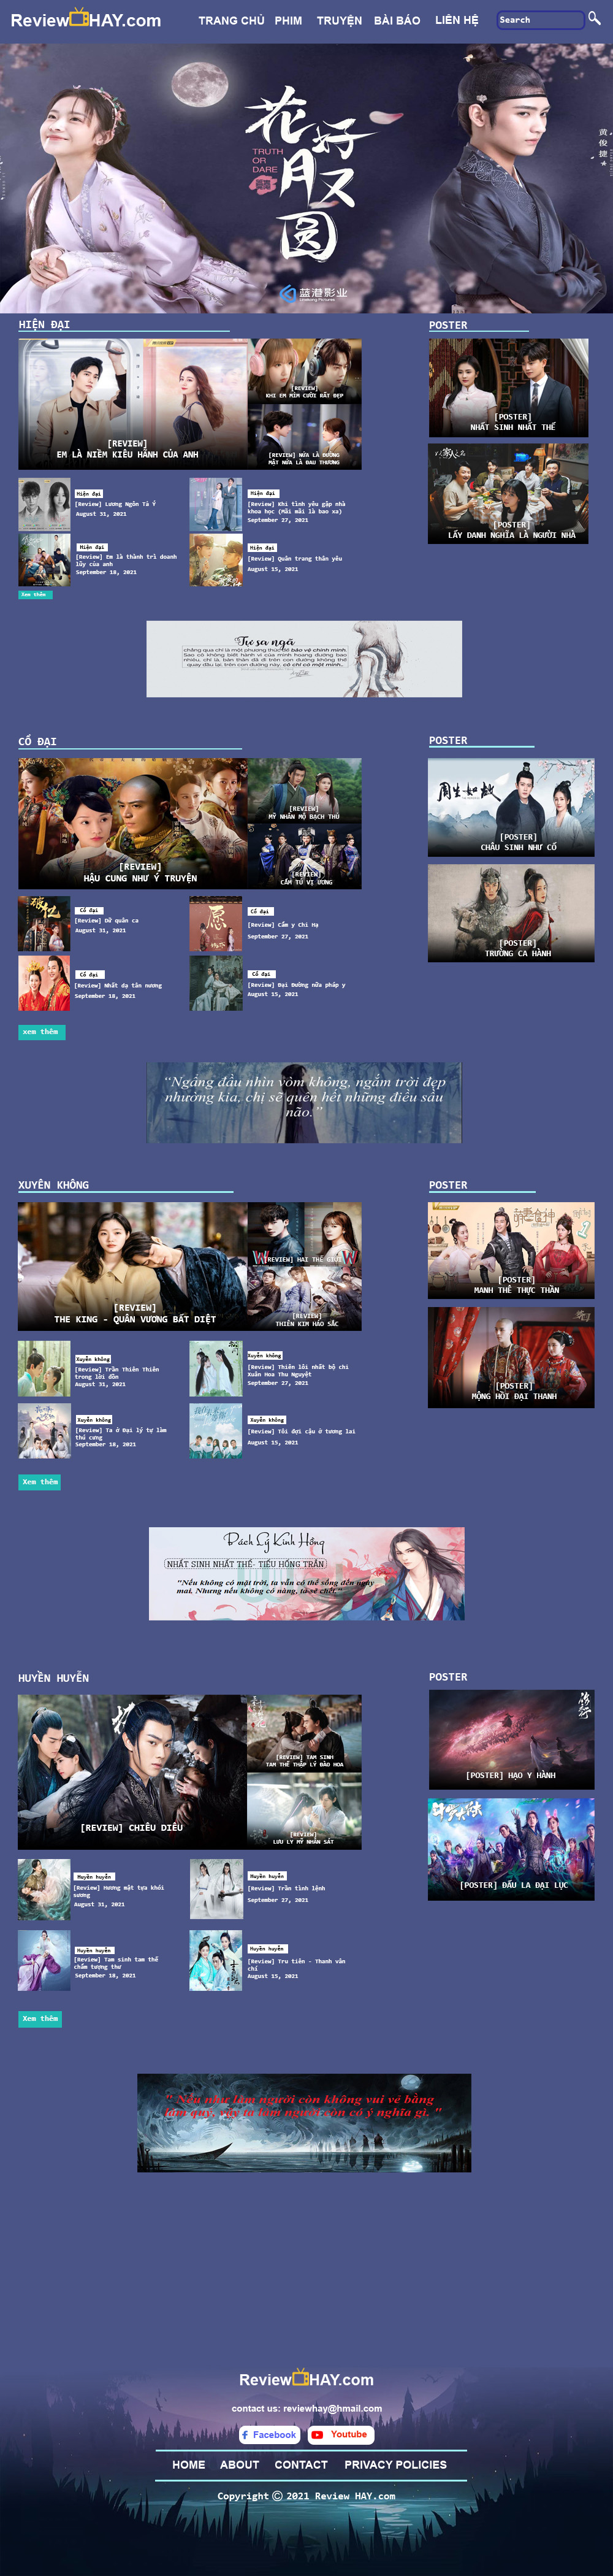 ReviewHAY.com
TRANG CHỦ
PHIM
TRUYỆN
BÀI BÁO
LIÊN HỆ
Search
花好月又圆
TRUTH
OR
DARE
黄俊捷
蓝港影业
HIỆN ĐẠI
POSTER
[REVIEW]
EM LÀ NIỀM KIÊU HÃNH CỦA ANH
[REVIEW]
KHI EM MỈM CƯỜI RẤT ĐẸP
[REVIEW] NỬA LÀ ĐƯỜNG
MẬT NỬA LÀ ĐAU THƯƠNG
[POSTER]
NHẤT SINH NHẤT THẾ
[POSTER]
LẤY DANH NGHĨA LÀ NGƯỜI NHÀ
Hiện đại
[Review] Lương Ngôn Tả Ý
August 31, 2021
Hiện đại
[Review] Khi tình yêu gặp nhà
khoa học (Mãi mãi là bao xa)
September 27, 2021
Hiện đại
[Review] Em là thành trì doanh
lũy của anh
September 18, 2021
Hiện đại
[Review] Quân trang thân yêu
August 15, 2021
Xem thêm
Tự sa ngã
chẳng qua chỉ là một phương thức để bảo vệ chính mình.
Sao cô không biết hành vi của mình hoang đường bao
nhiêu, chỉ là, bản thân đã đi trên con đường không thể
quay đầu lại, trên con đường này, cô chỉ có một mình.
CỔ ĐẠI
POSTER
[REVIEW]
HẬU CUNG NHƯ Ý TRUYỆN
[REVIEW]
MỸ NHÂN MỘ BẠCH THỦ
[REVIEW]
CẨM TÚ VỊ ƯƠNG
周生如故
[POSTER]
CHÂU SINH NHƯ CỐ
[POSTER]
TRƯỜNG CA HÀNH
Cổ đại
[Review] Dữ quân ca
August 31, 2021
Cổ đại
[Review] Cẩm y Chi Hạ
September 27, 2021
Cổ đại
[Review] Nhất dạ tân nương
September 18, 2021
Cổ đại
[Review] Đại Đường nữa pháp y
August 15, 2021
xem thêm
“Ngẩng đầu nhìn vòm không, ngắm trời đẹp
nhường kia, chị sẽ quên hết những điều sầu
não.”
XUYÊN KHÔNG
POSTER
[REVIEW]
THE KING - QUÂN VƯƠNG BẤT DIỆT
[REVIEW] HAI THẾ GIỚI
[REVIEW]
THIÊN KIM HẢO SẮC
[POSTER]
MANH THÊ THỰC THẦN
[POSTER]
MỘNG HỒI ĐẠI THANH
Xuyên không
[Review] Trần Thiên Thiên
trong lời đồn
August 31, 2021
Xuyên không
[Review] Thiên lôi nhất bộ chi
Xuân Hoa Thu Nguyệt
September 27, 2021
Xuyên không
[Review] Ta ở Đại lý tự làm
thú cưng
September 18, 2021
Xuyên không
[Review] Tôi đợi cậu ở tương lai
August 15, 2021
Xem thêm
Bách Lý Kinh Hồng
NHẤT SINH NHẤT THẾ- TIẾU HỒNG TRẦN
"Nếu không có mặt trời, ta vẫn có thể sống đến ngày
mai. Nhưng nếu không có nàng, ta sẽ chết."
HUYỀN HUYỄN
POSTER
[REVIEW] CHIÊU DIÊU
[REVIEW] TAM SINH
TAM THẾ THẬP LÝ ĐÀO HOA
[REVIEW]
LƯU LY MỸ NHÂN SÁT
[POSTER] HẠO Y HÀNH
[POSTER] ĐẤU LA ĐẠI LỤC
Huyền huyễn
[Review] Hương mật tựa khói
sương
August 31, 2021
Huyền huyễn
[Review] Trần tình lệnh
September 27, 2021
Huyền huyễn
[Review] Tam sinh tam thế
chẩm tượng thư
September 18, 2021
Huyền huyễn
[Review] Tru tiên - Thanh vân
chí
August 15, 2021
Xem thêm
" Nếu như làm người còn không vui vẻ bằng
làm quỷ, vậy ta làm người còn có ý nghĩa gì. "
ReviewHAY.com
contact us: reviewhay@hmail.com
Facebook
Youtube
HOME
ABOUT
CONTACT
PRIVACY POLICIES
Copyright © 2021 Review HAY.com